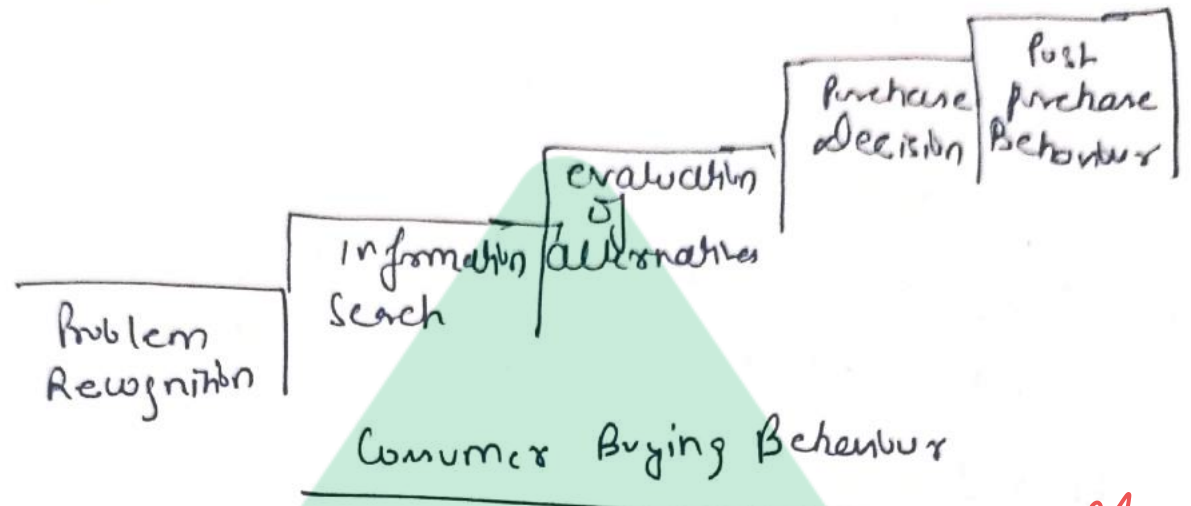 Problem
Recognition
Information
Search
evaluation
of
alternatives
Purchase
Decision
Post
purchase
Behaviour
Consumer Buying Behaviour